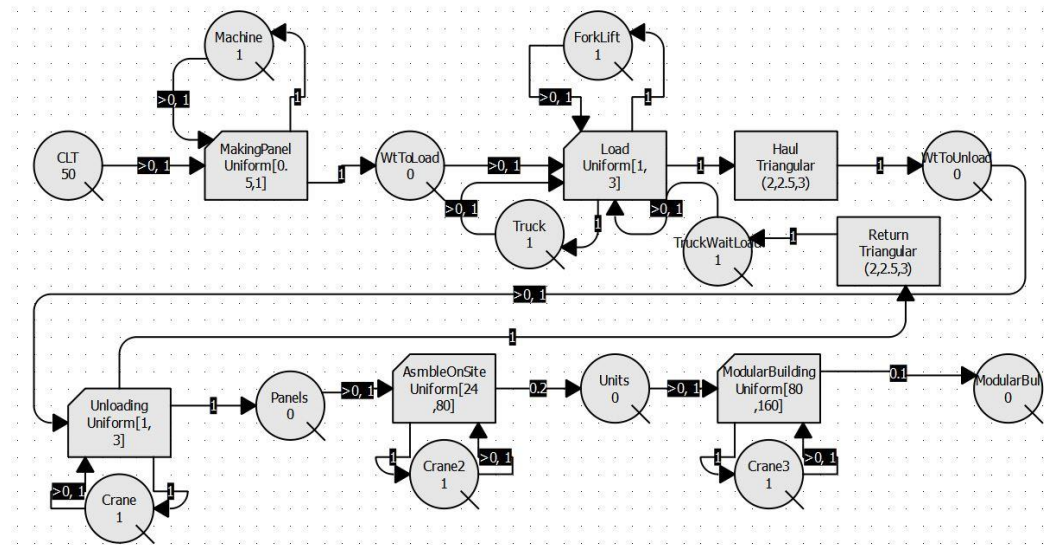 Machine
1
ForkLift
1
>0, 1
1
>0, 1
1
CLT
50
>0, 1
MakingPanel
Uniform[0.
5,1]
1
WtToLoad
0
>0, 1
Load
Uniform[1,
3]
1
Haul
Triangular
(2,2.5,3)
1
WtToUnload
0
>0, 1
Truck
1
1
>0, 1
TruckWaitLoad
1
1
Return
Triangular
(2,2.5,3)
>0, 1
1
Unloading
Uniform[1,
3]
1
Panels
0
>0, 1
AsmbleOnSite
Uniform[24
,80]
0.2
Units
0
>0, 1
ModularBuilding
Uniform[80
,160]
0.1
ModularBul
0
>0, 1
Crane
1
1
1
Crane2
1
>0, 1
1
Crane3
1
>0, 1